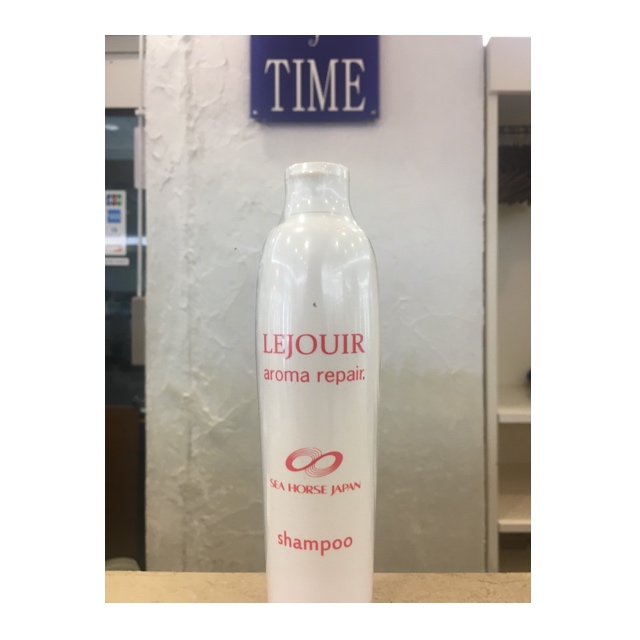 TIME
LEJOUIR
aroma repair.
SEA HORSE JAPAN
shampoo